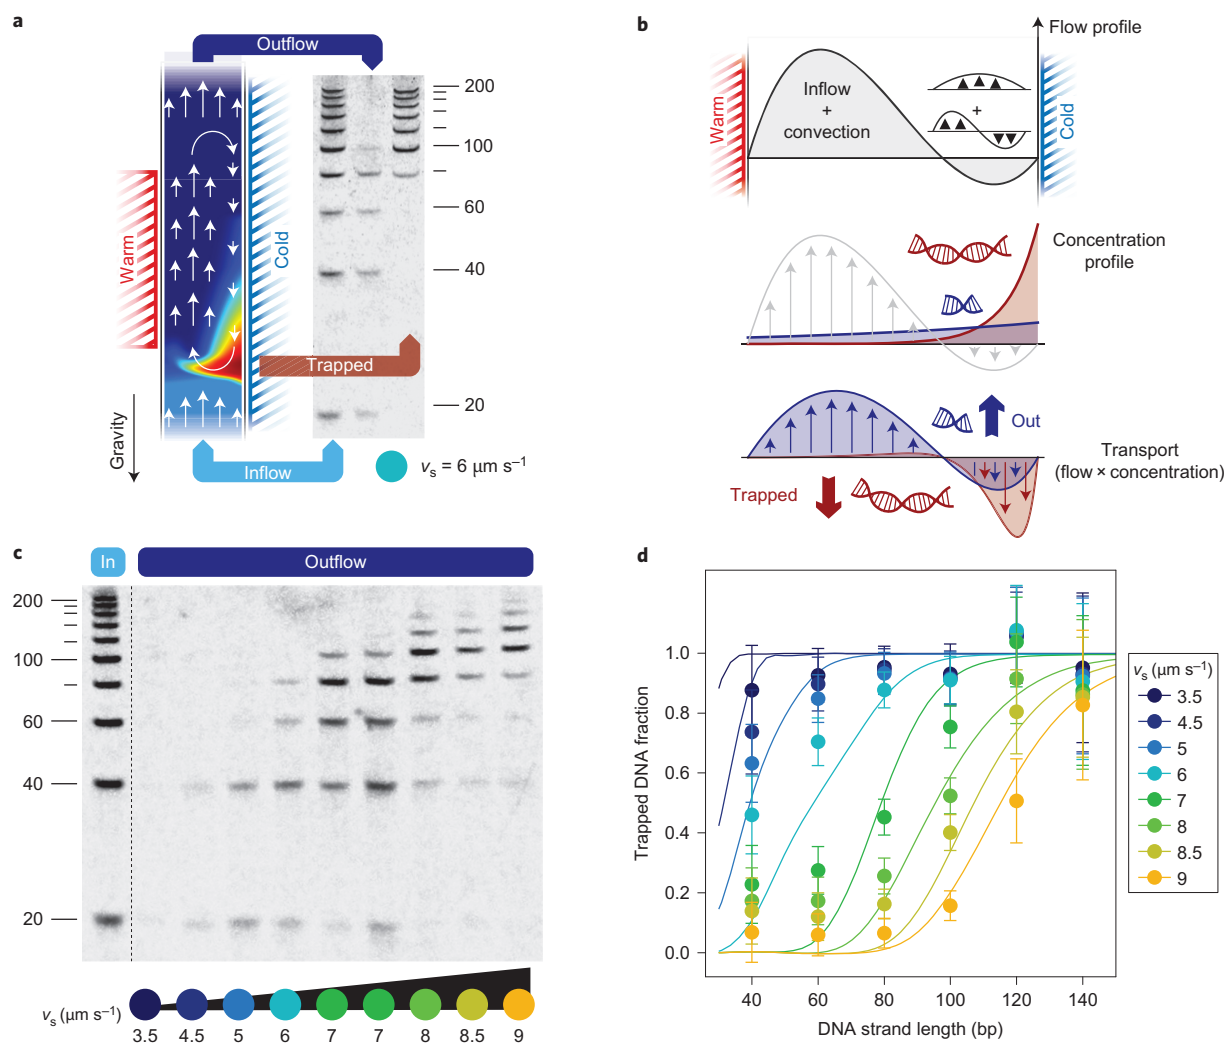 a
Outflow
Warm
Cold
Gravity
200
100
60
40
20
Trapped
Inflow
vs = 6 µm s−1
b
Flow profile
Warm
Cold
Inflow
+
convection
+
Concentration
profile
Out
Trapped
Transport
(flow × concentration)
c
In
Outflow
200
100
60
40
20
vs (µm s−1)
3.5 4.5 5 6 7 7 8 8.5 9
d
Trapped DNA fraction
1.0
0.8
0.6
0.4
0.2
0.0
40 60 80 100 120 140
DNA strand length (bp)
vs (µm s−1)
3.5
4.5
5
6
7
8
8.5
9